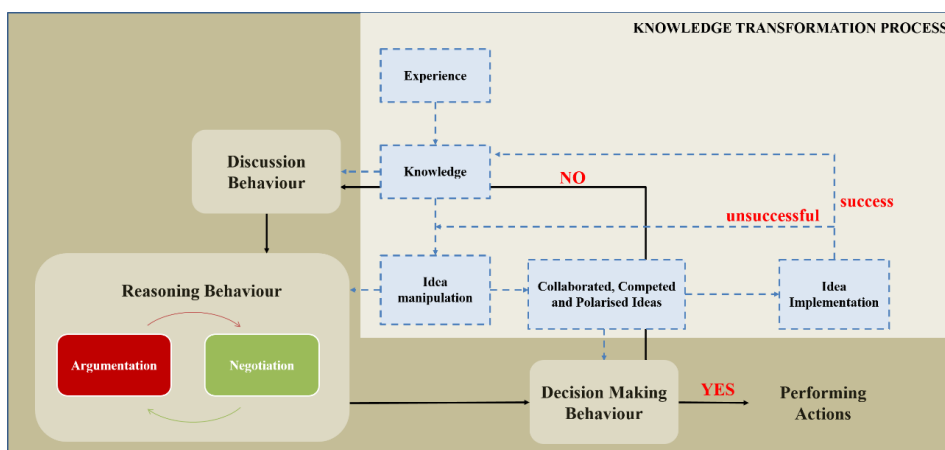 KNOWLEDGE TRANSFORMATION PROCESS
Experience
Discussion
Behaviour
Knowledge
NO
success
unsuccessful
Reasoning Behaviour
Idea
manipulation
Collaborated, Competed
and Polarised Ideas
Idea
Implementation
Argumentation
Negotiation
Decision Making
Behaviour
YES
Performing
Actions